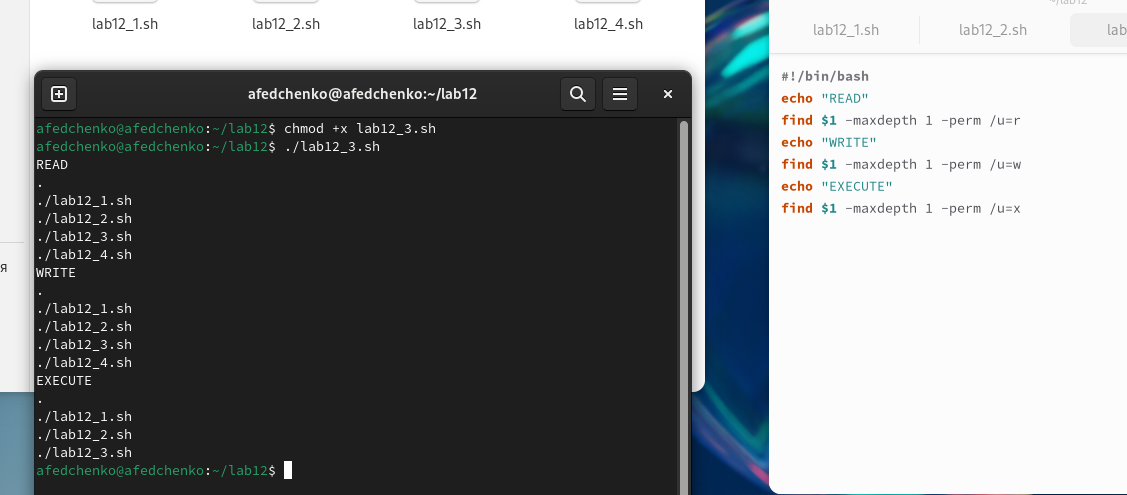 lab12_1.sh
lab12_2.sh
lab12_3.sh
lab12_4.sh
я
afedchenko@afedchenko:~/lab12
afedchenko@afedchenko:~/lab12$ chmod +x lab12_3.sh
afedchenko@afedchenko:~/lab12$ ./lab12_3.sh
READ
.
./lab12_1.sh
./lab12_2.sh
./lab12_3.sh
./lab12_4.sh
WRITE
.
./lab12_1.sh
./lab12_2.sh
./lab12_3.sh
./lab12_4.sh
EXECUTE
.
./lab12_1.sh
./lab12_2.sh
./lab12_3.sh
afedchenko@afedchenko:~/lab12$
~/lab12
lab12_1.sh
lab12_2.sh
lab
#!/bin/bash
echo "READ"
find $1 -maxdepth 1 -perm /u=r
echo "WRITE"
find $1 -maxdepth 1 -perm /u=w
echo "EXECUTE"
find $1 -maxdepth 1 -perm /u=x